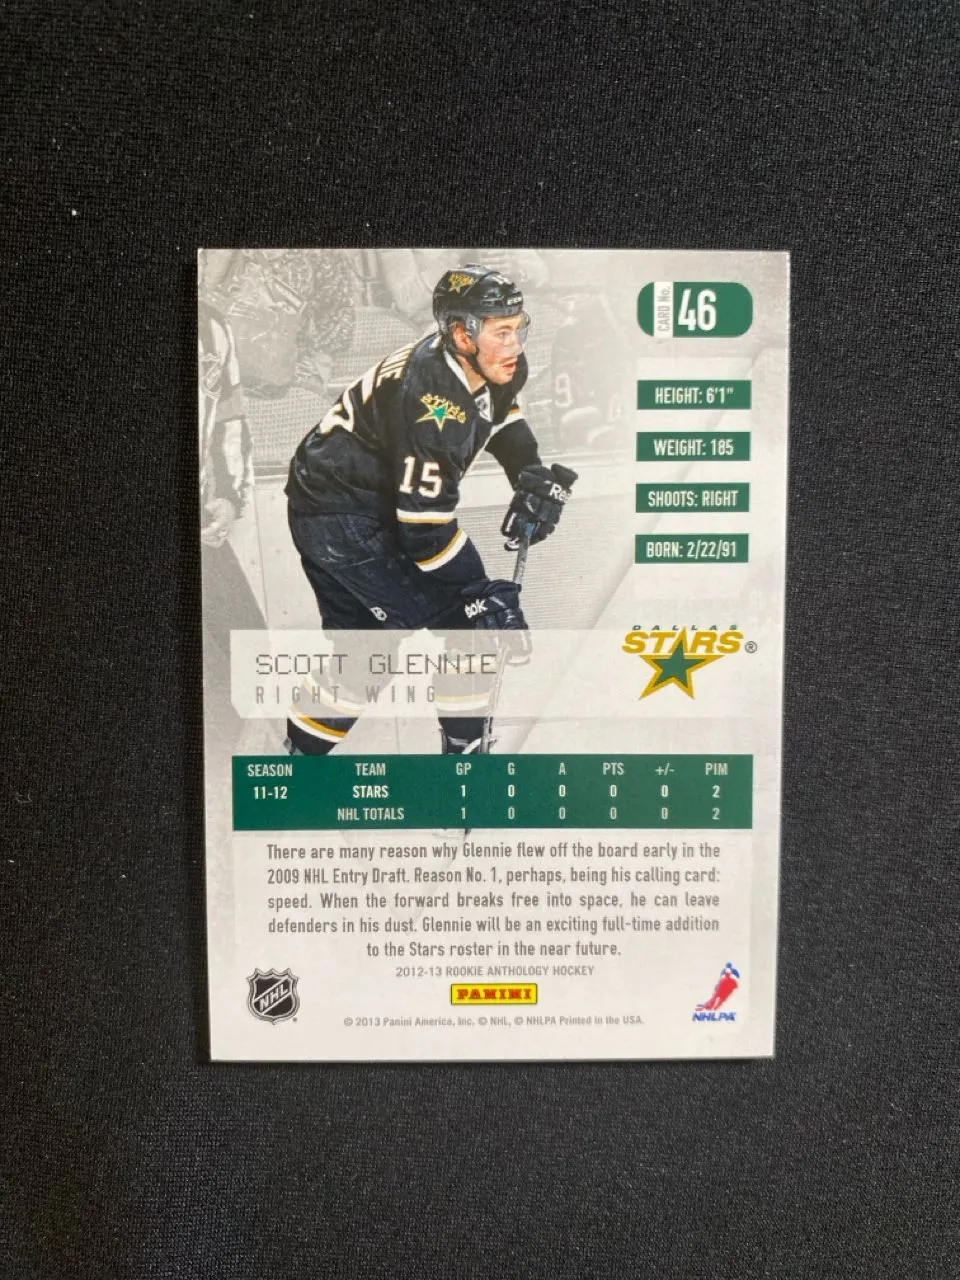 CARD No. 46
HEIGHT: 6'1"
WEIGHT: 185
SHOOTS: RIGHT
BORN: 2/22/91
STARS
15
DALLAS
STARS®
SCOTT GLENNIE
RIGHT WING
SEASON TEAM GP G A PTS +/- PIM
11-12 STARS 1 0 0 0 0 2
NHL TOTALS 1 0 0 0 0 2
There are many reason why Glennie flew off the board early in the
2009 NHL Entry Draft. Reason No. 1, perhaps, being his calling card:
speed. When the forward breaks free into space, he can leave
defenders in his dust. Glennie will be an exciting full-time addition
to the Stars roster in the near future.
2012-13 ROOKIE ANTHOLOGY HOCKEY
NHL
PANINI
NHLPA
© 2013 Panini America, Inc. © NHL, © NHLPA Printed in the USA.